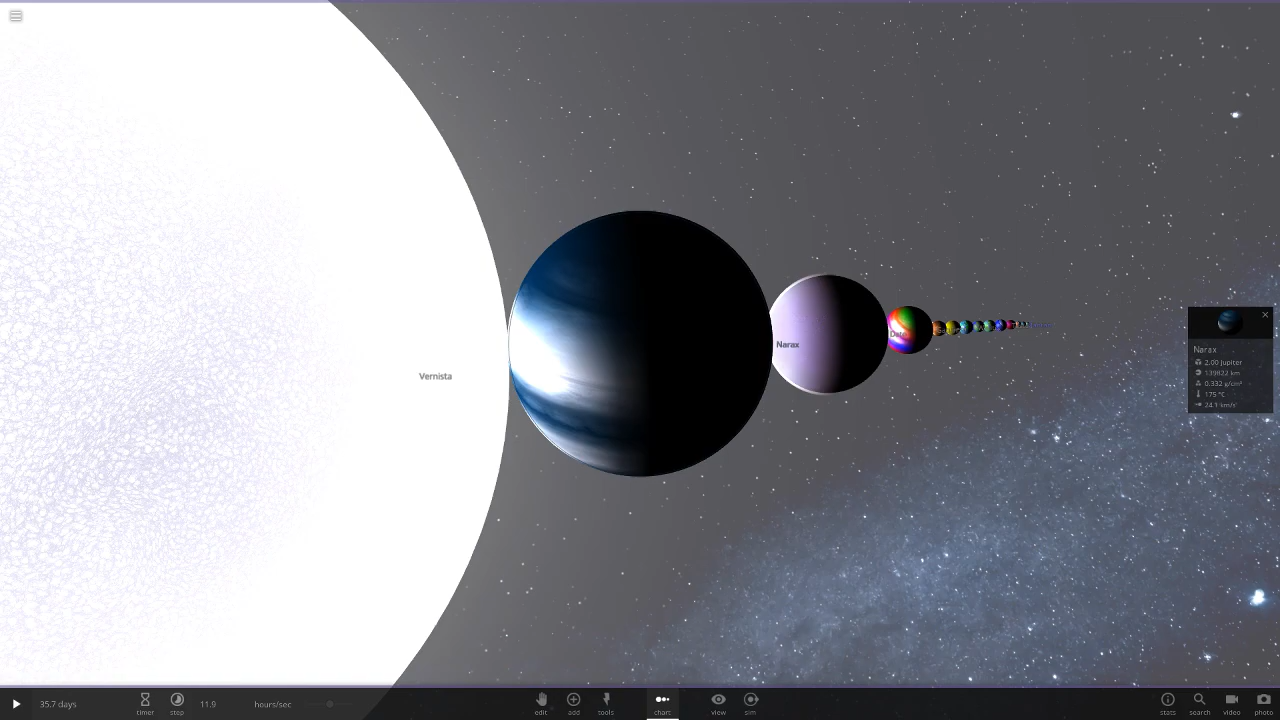 Vernista
Narax
Narax
2.00 Jupiter
139822 km
0.332 g/cm³
175 °C
24.1 km/s
35.7 days
timer
step
11.9
hours/sec
edit
add
tools
chart
view
sim
stats
search
video
photo